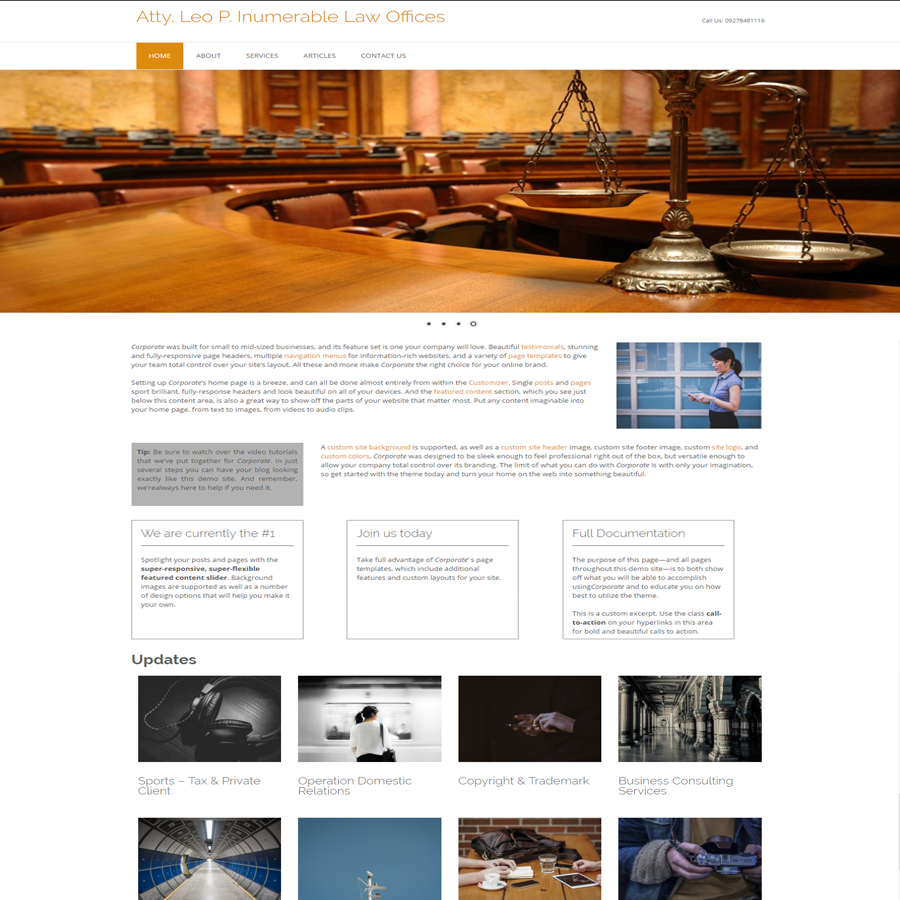 Atty. Leo P. Inumerable Law Offices
Call Us: 09278481116
HOME ABOUT SERVICES ARTICLES CONTACT US
Corporate was built for small to mid-sized businesses, and its feature set is one your company will love. Beautiful testimonials, stunning
and fully-responsive page headers, multiple navigation menus for information-rich websites, and a variety of page templates to give
your team total control over your site's layout. All these and more make Corporate the right choice for your online brand.
Setting up Corporate's home page is a breeze, and can all be done almost entirely from within the Customizer. Single posts and pages
sport brilliant, fully-response headers and look beautiful on all of your devices. And the featured content section, which you see just
below this content area, is also a great way to show off the parts of your website that matter most. Put any content imaginable into
your home page, from text to images, from videos to audio clips.
Tip: Be sure to watch over the video tutorials
that we've put together for Corporate. In just
several steps you can have your blog looking
exactly like this demo site. And remember,
we'realways here to help if you need it.
A custom site background is supported, as well as a custom site header image, custom site footer image, custom site logo, and
custom colors. Corporate was designed to be sleek enough to feel professional right out of the box, but versatile enough to
allow your company total control over its branding. The limit of what you can do with Corporate is with only your imagination,
so get started with the theme today and turn your home on the web into something beautiful.
We are currently the #1
Spotlight your posts and pages with the
super-responsive, super-flexible
featured content slider. Background
images are supported as well as a number
of design options that will help you make it
your own.
Join us today
Take full advantage of Corporate' s page
templates, which include additional
features and custom layouts for your site.
Full Documentation
The purpose of this page—and all pages
throughout this demo site—is to both show
off what you will be able to accomplish
usingCorporate and to educate you on how
best to utilize the theme.
This is a custom excerpt. Use the class call-
to-action on your hyperlinks in this area
for bold and beautiful calls to action.
Updates
Sports – Tax & Private
Client
Operation Domestic
Relations
Copyright & Trademark
Business Consulting
Services